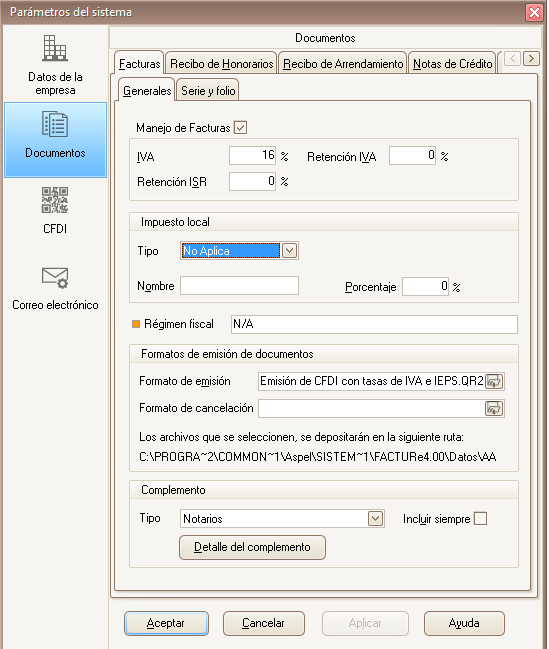 Parámetros del sistema
Datos de la
empresa
Documentos
CFDI
Correo electrónico
Documentos
Facturas
Recibo de Honorarios
Recibo de Arrendamiento
Notas de Crédito
Generales
Serie y folio
Manejo de Facturas
IVA 16 % Retención IVA 0 %
Retención ISR 0 %
Impuesto local
Tipo No Aplica
Nombre Porcentaje 0 %
Régimen fiscal N/A
Formatos de emisión de documentos
Formato de emisión Emisión de CFDI con tasas de IVA e IEPS.QR2
Formato de cancelación
Los archivos que se seleccionen, se depositarán en la siguiente ruta:
C:\PROGRA~2\COMMON~1\Aspel\SISTEM~1\FACTURe4.00\Datos\AA
Complemento
Tipo Notarios Incluir siempre
Detalle del complemento
Aceptar Cancelar Aplicar Ayuda